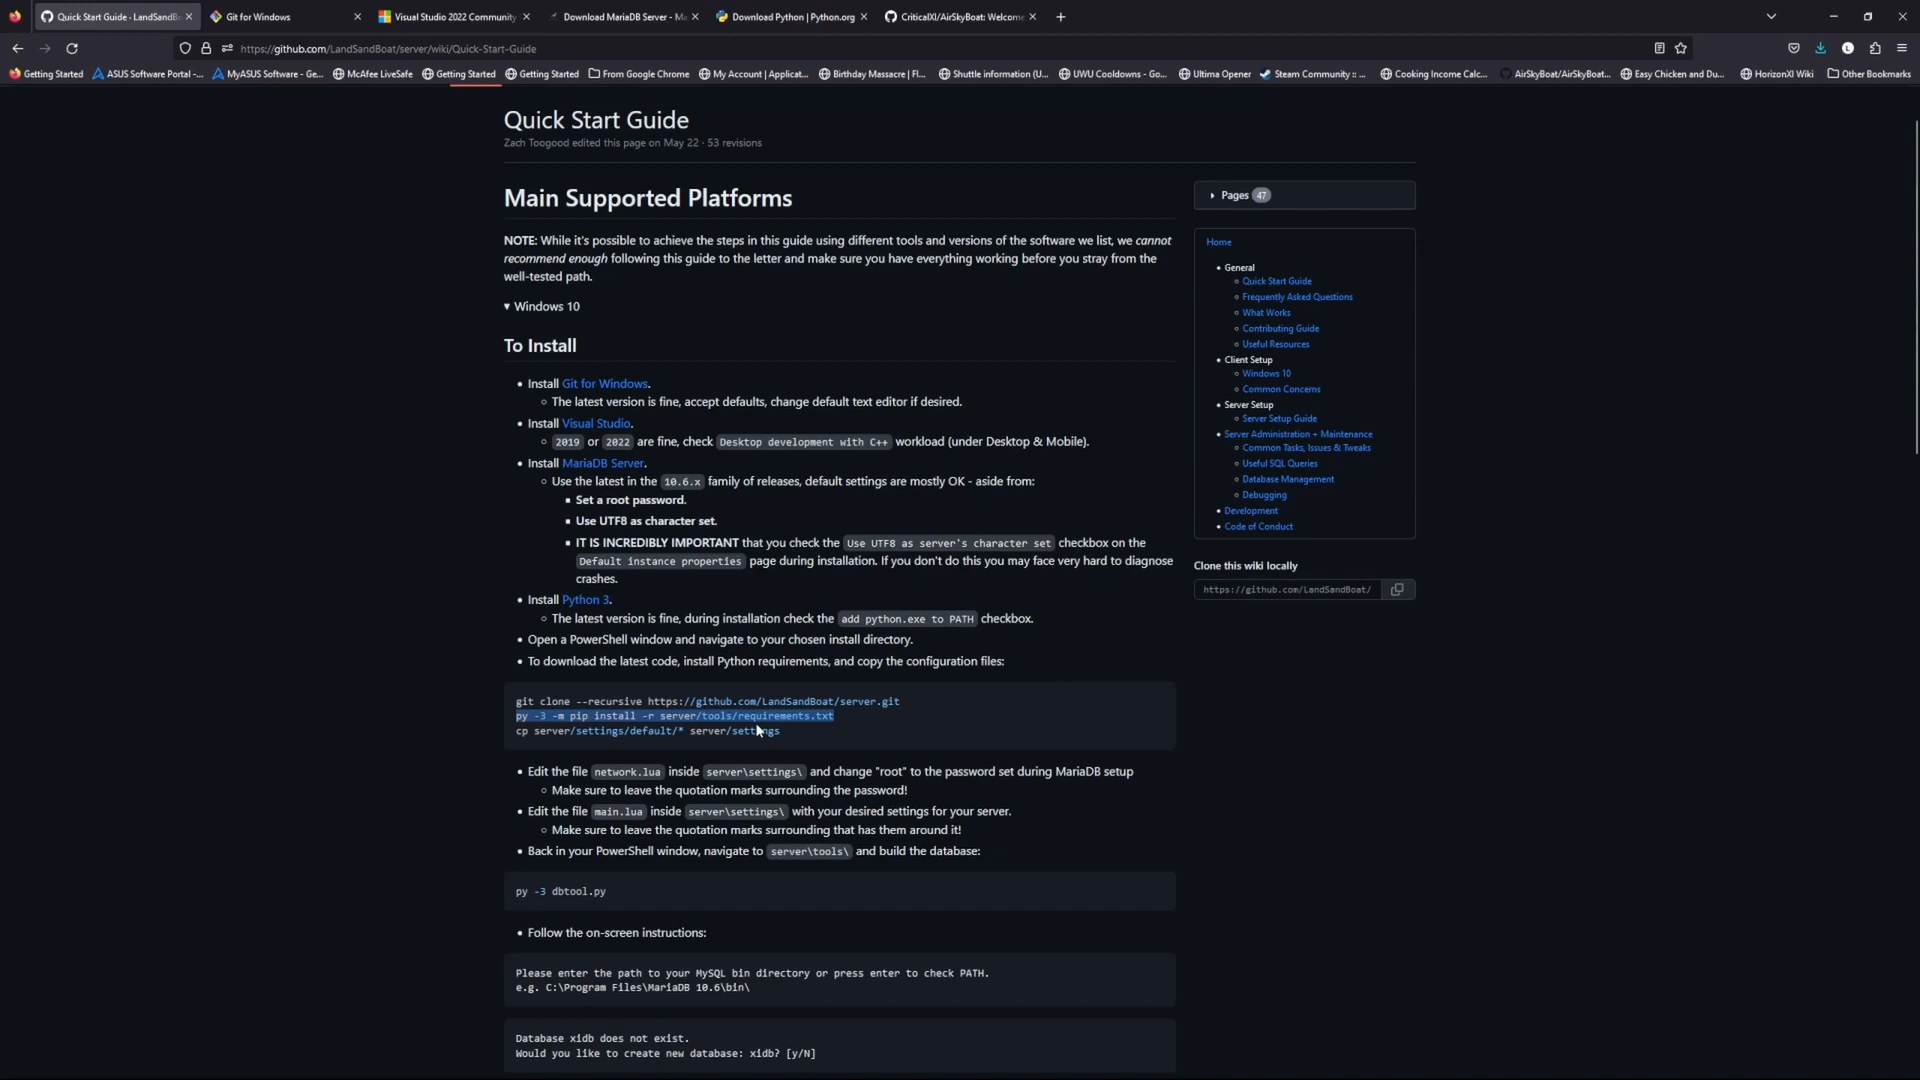 Quick Start Guide - LandSandBo
Git for Windows
Visual Studio 2022 Community
Download MariaDB Server - Ma
Download Python | Python.org
CriticalXI/AirSkyBoat: Welcome
https://github.com/LandSandBoat/server/wiki/Quick-Start-Guide
Getting Started
ASUS Software Portal -...
MyASUS Software - Ge...
McAfee LiveSafe
Getting Started
Getting Started
From Google Chrome
My Account | Applicat...
Birthday Massacre | Fl...
Shuttle information (U...
UWU Cooldowns - Go...
Ultima Opener
Steam Community :: ...
Cooking Income Calc...
AirSkyBoat/AirSkyBoat...
Easy Chicken and Du...
HorizonXI Wiki
Other Bookmarks
Quick Start Guide
Zach Toogood edited this page on May 22 · 53 revisions
Main Supported Platforms
NOTE: While it's possible to achieve the steps in this guide using different tools and versions of the software we list, we cannot
recommend enough following this guide to the letter and make sure you have everything working before you stray from the
well-tested path.
Windows 10
To Install
Install Git for Windows.
The latest version is fine, accept defaults, change default text editor if desired.
Install Visual Studio.
2019 or 2022 are fine, check Desktop development with C++ workload (under Desktop & Mobile).
Install MariaDB Server.
Use the latest in the 10.6.x family of releases, default settings are mostly OK - aside from:
Set a root password.
Use UTF8 as character set.
IT IS INCREDIBLY IMPORTANT that you check the Use UTF8 as server's character set checkbox on the
Default instance properties page during installation. If you don't do this you may face very hard to diagnose
crashes.
Install Python 3.
The latest version is fine, during installation check the add python.exe to PATH checkbox.
Open a PowerShell window and navigate to your chosen install directory.
To download the latest code, install Python requirements, and copy the configuration files:
git clone --recursive https://github.com/LandSandBoat/server.git
py -3 -m pip install -r server/tools/requirements.txt
cp server/settings/default/* server/settings
Edit the file network.lua inside server\settings\ and change "root" to the password set during MariaDB setup
Make sure to leave the quotation marks surrounding the password!
Edit the file main.lua inside server\settings\ with your desired settings for your server.
Make sure to leave the quotation marks surrounding that has them around it!
Back in your PowerShell window, navigate to server\tools\ and build the database:
py -3 dbtool.py
Follow the on-screen instructions:
Please enter the path to your MySQL bin directory or press enter to check PATH.
e.g. C:\Program Files\MariaDB 10.6\bin\
Database xidb does not exist.
Would you like to create new database: xidb? [y/N]
Pages 47
Home
General
Quick Start Guide
Frequently Asked Questions
What Works
Contributing Guide
Useful Resources
Client Setup
Windows 10
Common Concerns
Server Setup
Server Setup Guide
Server Administration + Maintenance
Common Tasks, Issues & Tweaks
Useful SQL Queries
Database Management
Debugging
Development
Code of Conduct
Clone this wiki locally
https://github.com/LandSandBoat/